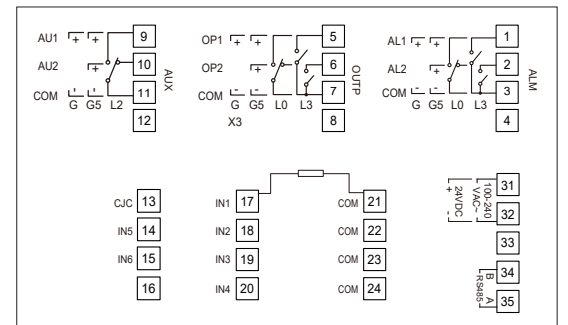 AU1 + + 9
AU2 + 10
COM - - 11
G G5 L2
12
AUX
OP1 + + 5
OP2 + 6
COM - - 7
G G5 L0 L3
X3 8
OUTP
AL1 + + 1
AL2 + 2
COM - - 3
G G5 L0 L3
4
ALM
CJC 13
IN5 14
IN6 15
16
IN1 17
IN2 18
IN3 19
IN4 20
COM 21
COM 22
COM 23
COM 24
+ -
24VDC
100-240
VAC~
31
32
33
34
35
B A
RS485